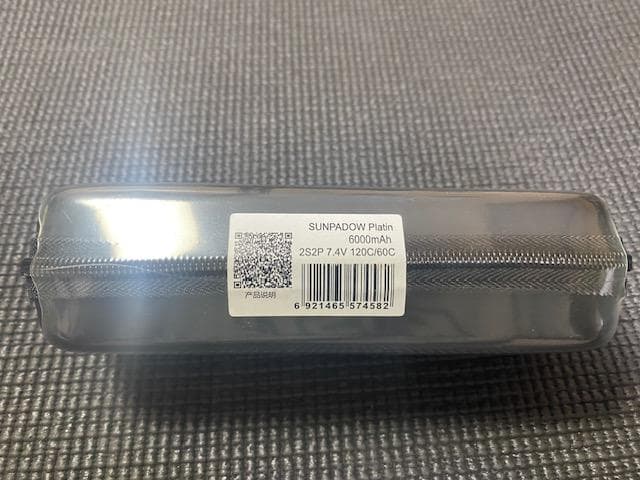 SUNPADOW Platin
6000mAh
2S2P 7.4V 120C/60C
产品说明
6 921465 574582